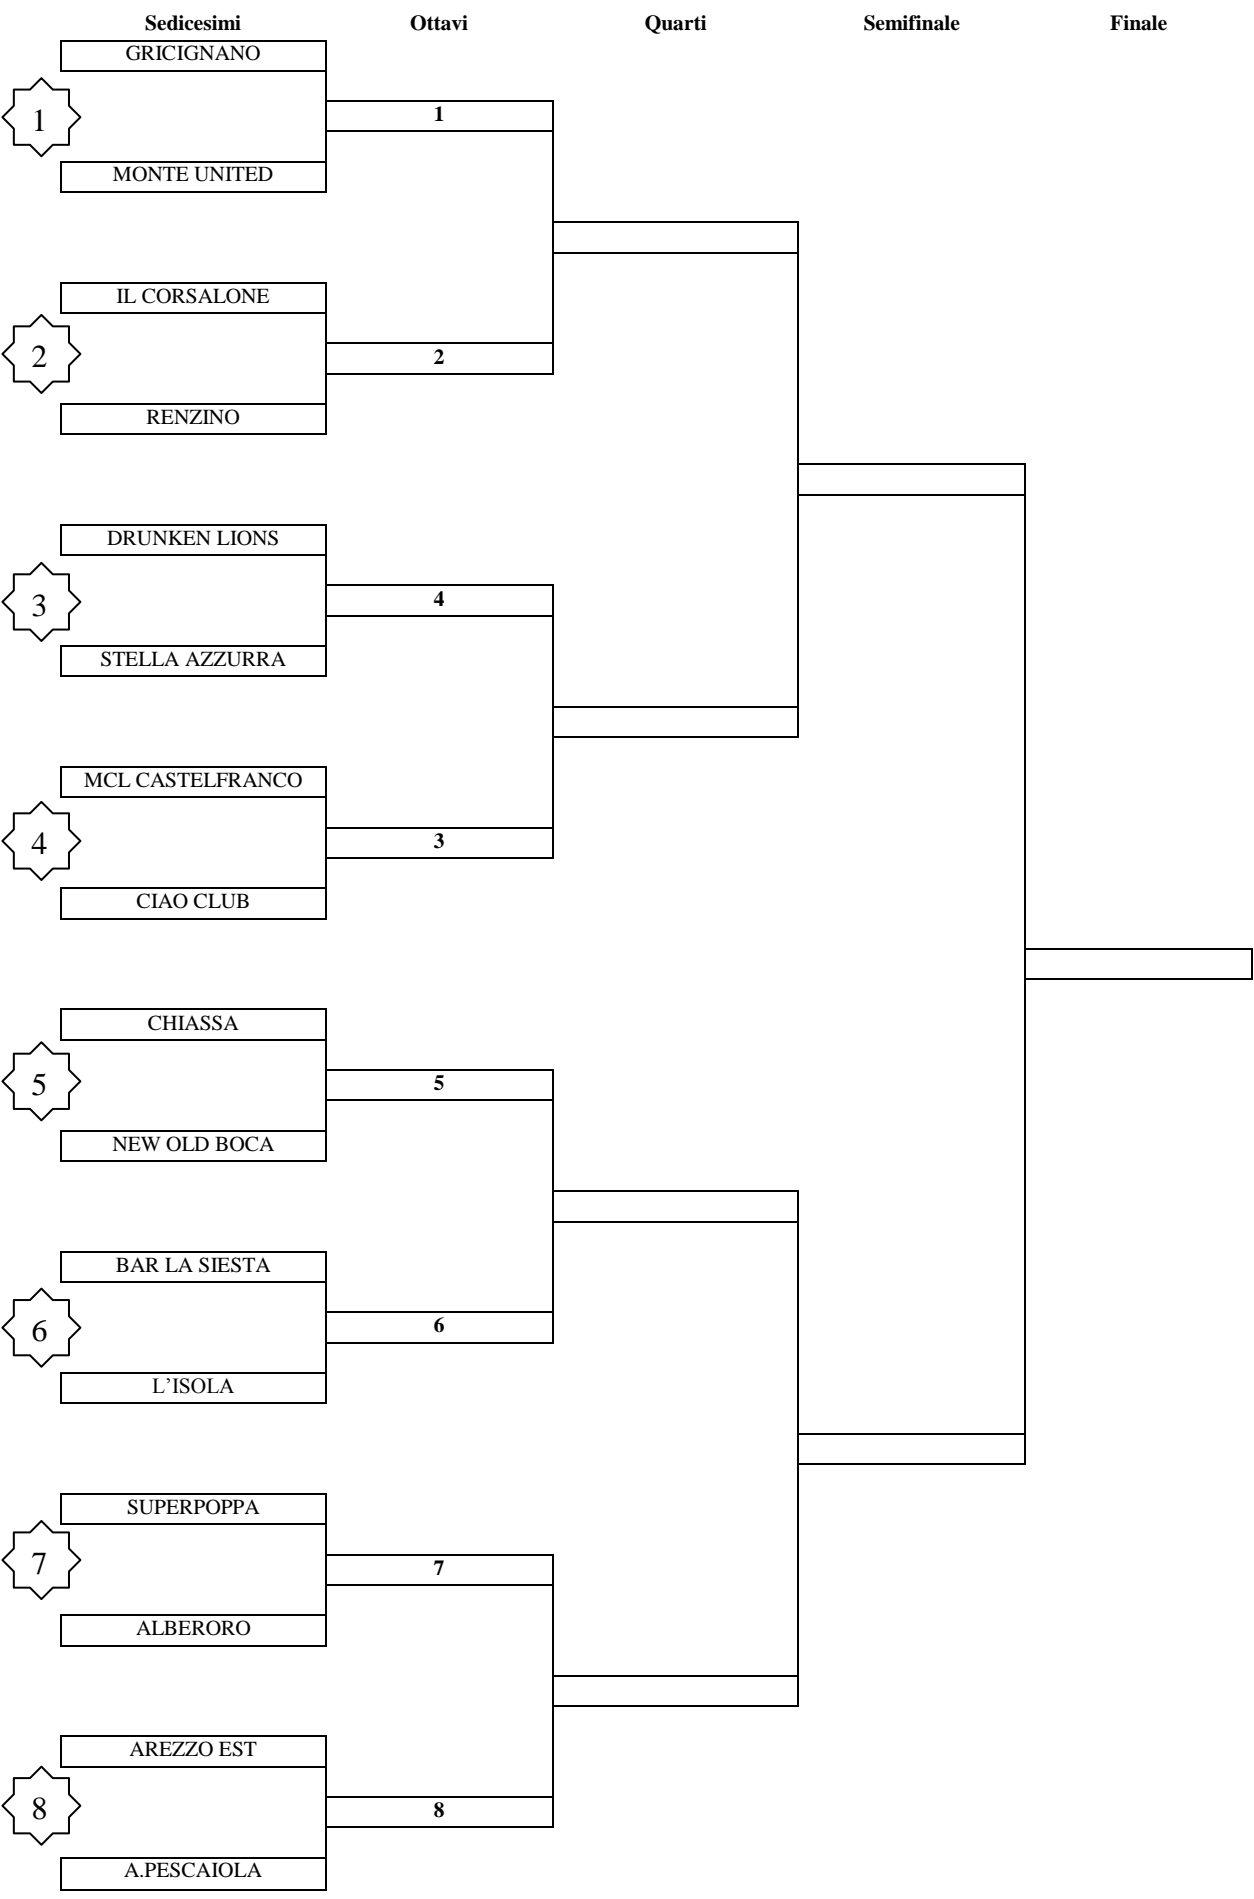 Sedicesimi Ottavi Quarti Semifinale Finale
GRICIGNANO
1 1
MONTE UNITED
IL CORSALONE
2 2
RENZINO
DRUNKEN LIONS
3 4
STELLA AZZURRA
MCL CASTELFRANCO
4 3
CIAO CLUB
CHIASSA
5 5
NEW OLD BOCA
BAR LA SIESTA
6 6
L’ISOLA
SUPERPOPPA
7 7
ALBERORO
AREZZO EST
8 8
A.PESCAIOLA